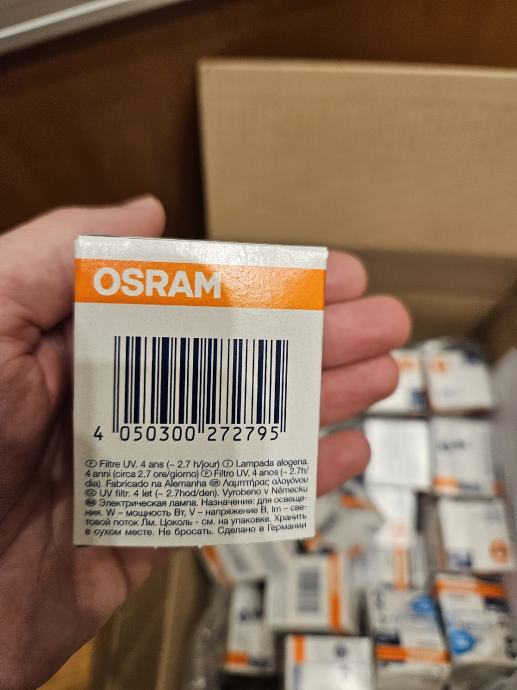 OSRAM
4 050300 272795
Ⓕ Filtre UV. 4 ans (~ 2.7 h/jour) Ⓘ Lampada alogena.
4 anni (circa 2.7 ore/giorno) Ⓟ Filtro UV. 4 anos (~ 2.7h/
dia). Fabricado na Alemanha GR Λαμπτήρας αλογόνου
CZ UV filtr. 4 let (~ 2.7hod/den). Vyrobeno v Německu
Электрическая лампа. Назначение: для освеще-
ния. W – мощность Вт, V – напряжение В, lm – све-
товой поток Лм. Цоколь - см. на упаковке. Хранить
в сухом месте. Не бросать. Сделано в Германии